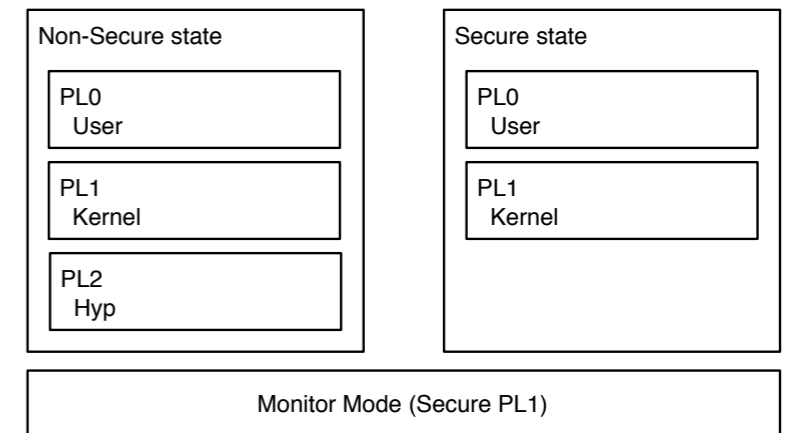 Non-Secure state
PL0
User
PL1
Kernel
PL2
Hyp
Secure state
PL0
User
PL1
Kernel
Monitor Mode (Secure PL1)